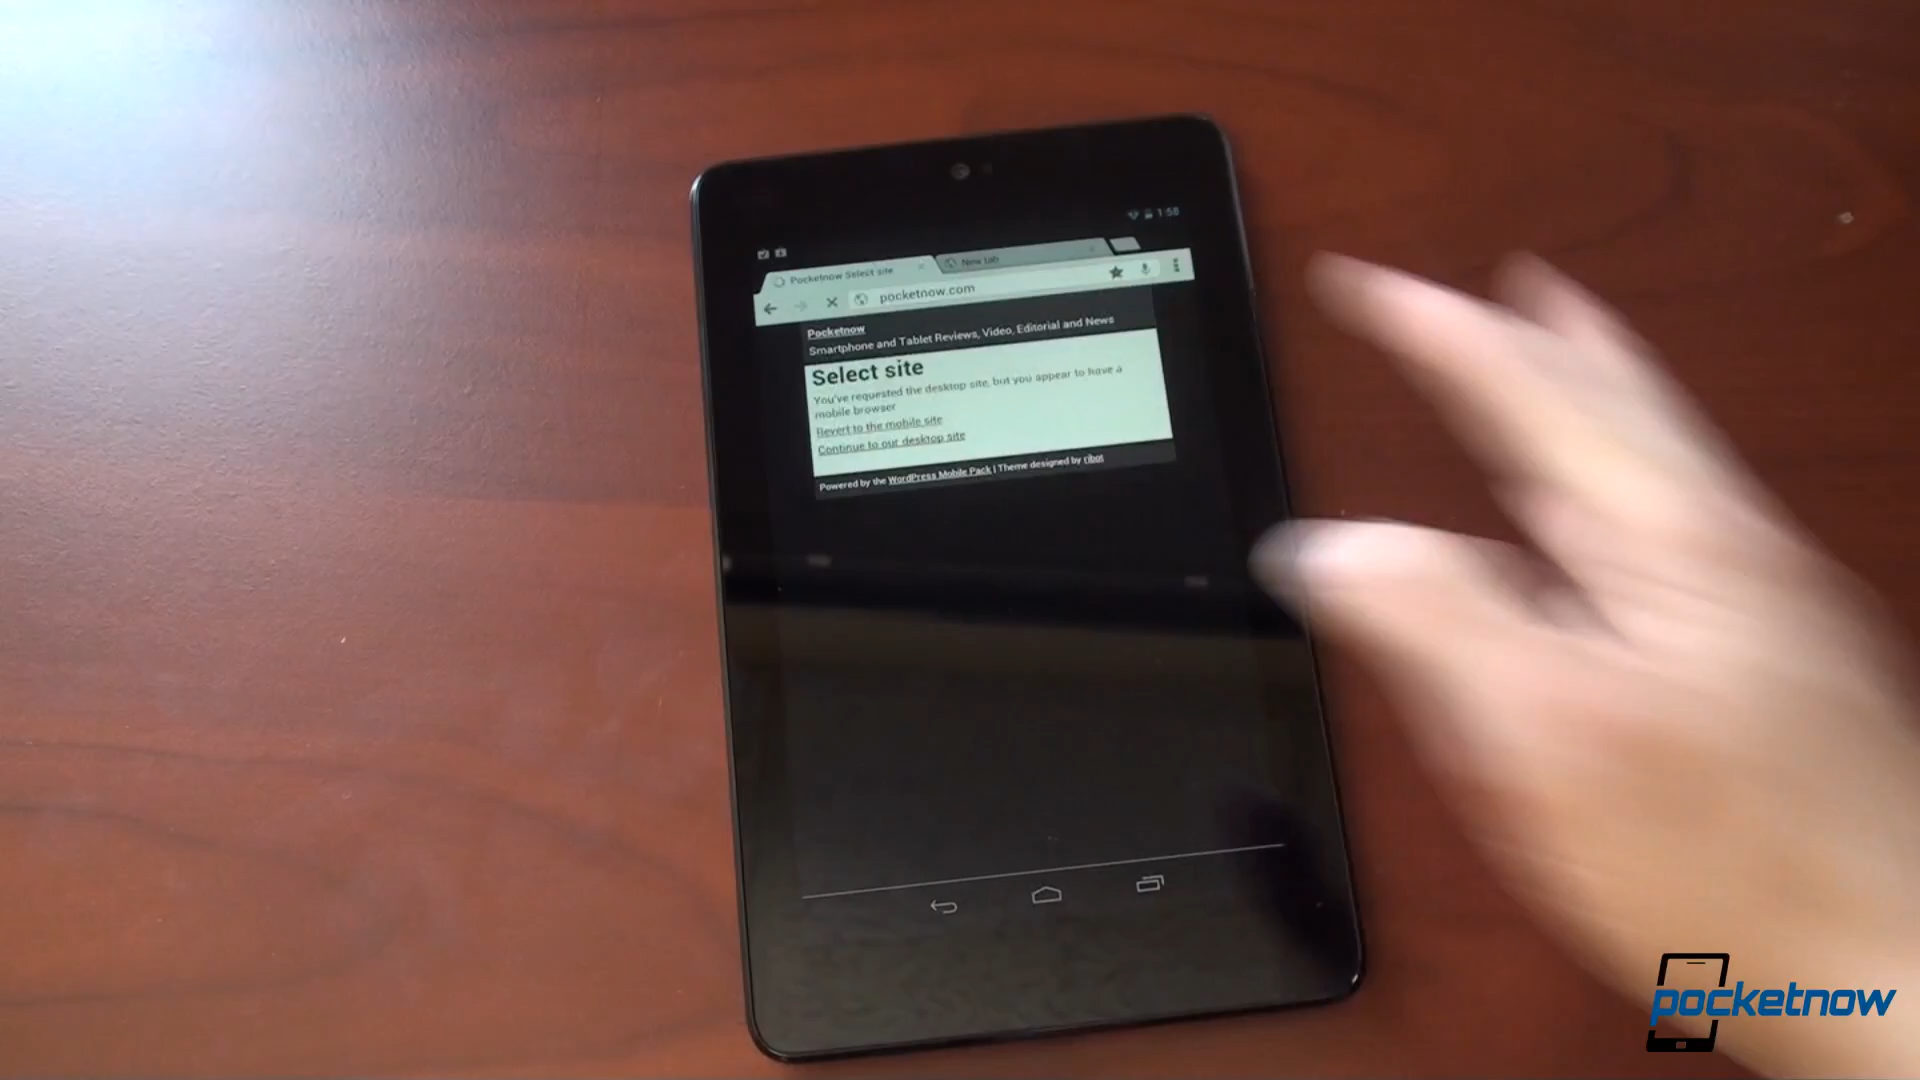 1:58
Pocketnow Select site
New tab
pocketnow.com
Pocketnow
Smartphone and Tablet Reviews, Video, Editorial and News
Select site
You've requested the desktop site, but you appear to have a
mobile browser
Revert to the mobile site
Continue to our desktop site
Powered by the WordPress Mobile Pack | Theme designed by ribot
pocketnow